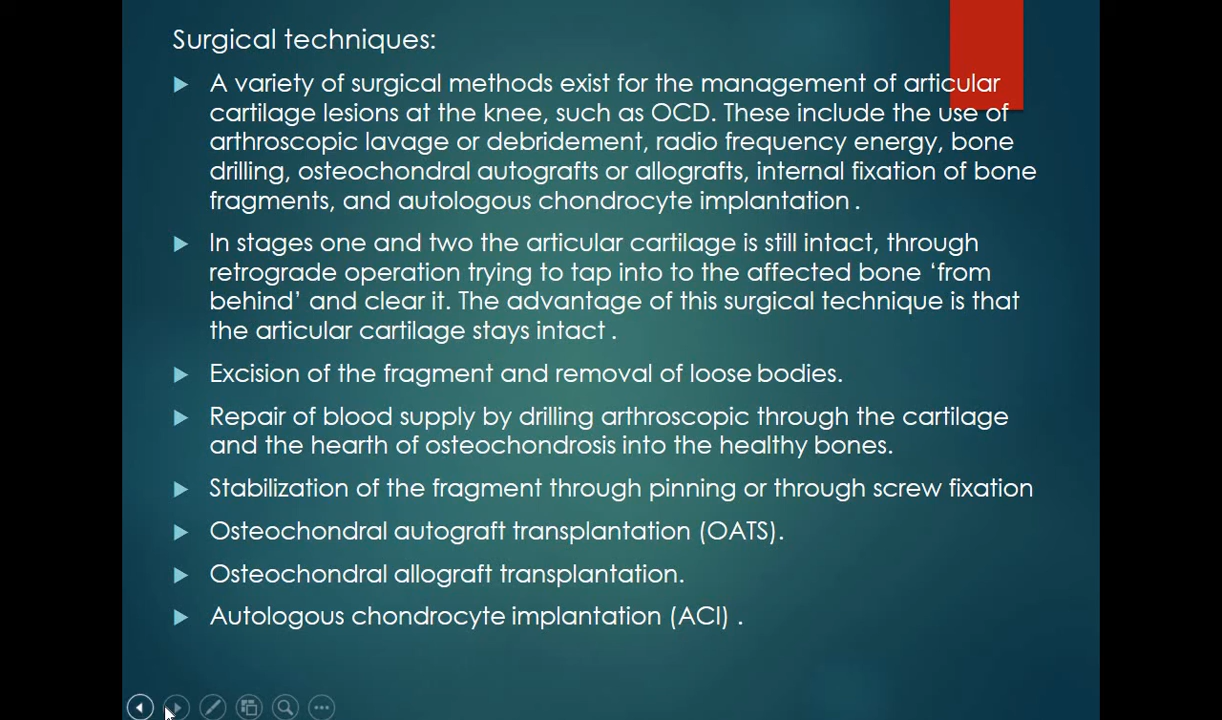 Surgical techniques:
A variety of surgical methods exist for the management of articular
cartilage lesions at the knee, such as OCD. These include the use of
arthroscopic lavage or debridement, radio frequency energy, bone
drilling, osteochondral autografts or allografts, internal fixation of bone
fragments, and autologous chondrocyte implantation .
In stages one and two the articular cartilage is still intact, through
retrograde operation trying to tap into to the affected bone ‘from
behind’ and clear it. The advantage of this surgical technique is that
the articular cartilage stays intact .
Excision of the fragment and removal of loose bodies.
Repair of blood supply by drilling arthroscopic through the cartilage
and the hearth of osteochondrosis into the healthy bones.
Stabilization of the fragment through pinning or through screw fixation
Osteochondral autograft transplantation (OATS).
Osteochondral allograft transplantation.
Autologous chondrocyte implantation (ACI) .